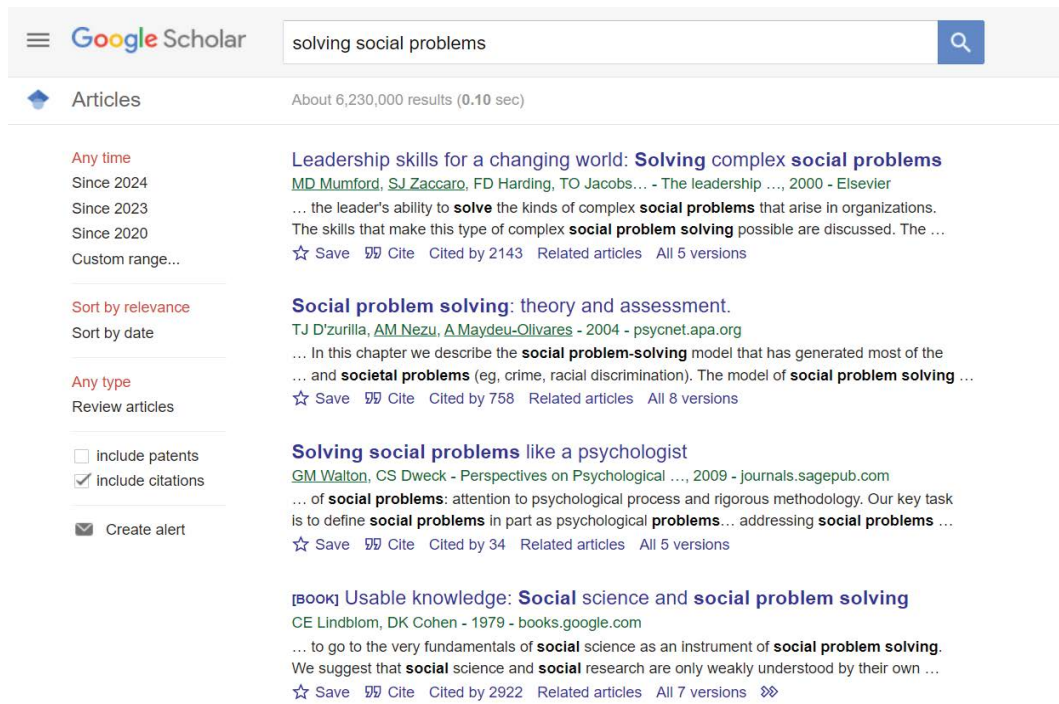 Google Scholar
solving social problems
Articles
About 6,230,000 results (0.10 sec)
Any time
Since 2024
Since 2023
Since 2020
Custom range...
Sort by relevance
Sort by date
Any type
Review articles
include patents
include citations
Create alert
Leadership skills for a changing world: Solving complex social problems
MD Mumford, SJ Zaccaro, FD Harding, TO Jacobs… - The leadership …, 2000 - Elsevier
… the leader's ability to solve the kinds of complex social problems that arise in organizations.
The skills that make this type of complex social problem solving possible are discussed. The …
Save Cite Cited by 2143 Related articles All 5 versions
Social problem solving: theory and assessment.
TJ D'zurilla, AM Nezu, A Maydeu-Olivares - 2004 - psycnet.apa.org
… In this chapter we describe the social problem-solving model that has generated most of the
… and societal problems (eg, crime, racial discrimination). The model of social problem solving …
Save Cite Cited by 758 Related articles All 8 versions
Solving social problems like a psychologist
GM Walton, CS Dweck - Perspectives on Psychological …, 2009 - journals.sagepub.com
… of social problems: attention to psychological process and rigorous methodology. Our key task
is to define social problems in part as psychological problems… addressing social problems …
Save Cite Cited by 34 Related articles All 5 versions
[BOOK] Usable knowledge: Social science and social problem solving
CE Lindblom, DK Cohen - 1979 - books.google.com
… to go to the very fundamentals of social science as an instrument of social problem solving.
We suggest that social science and social research are only weakly understood by their own …
Save Cite Cited by 2922 Related articles All 7 versions